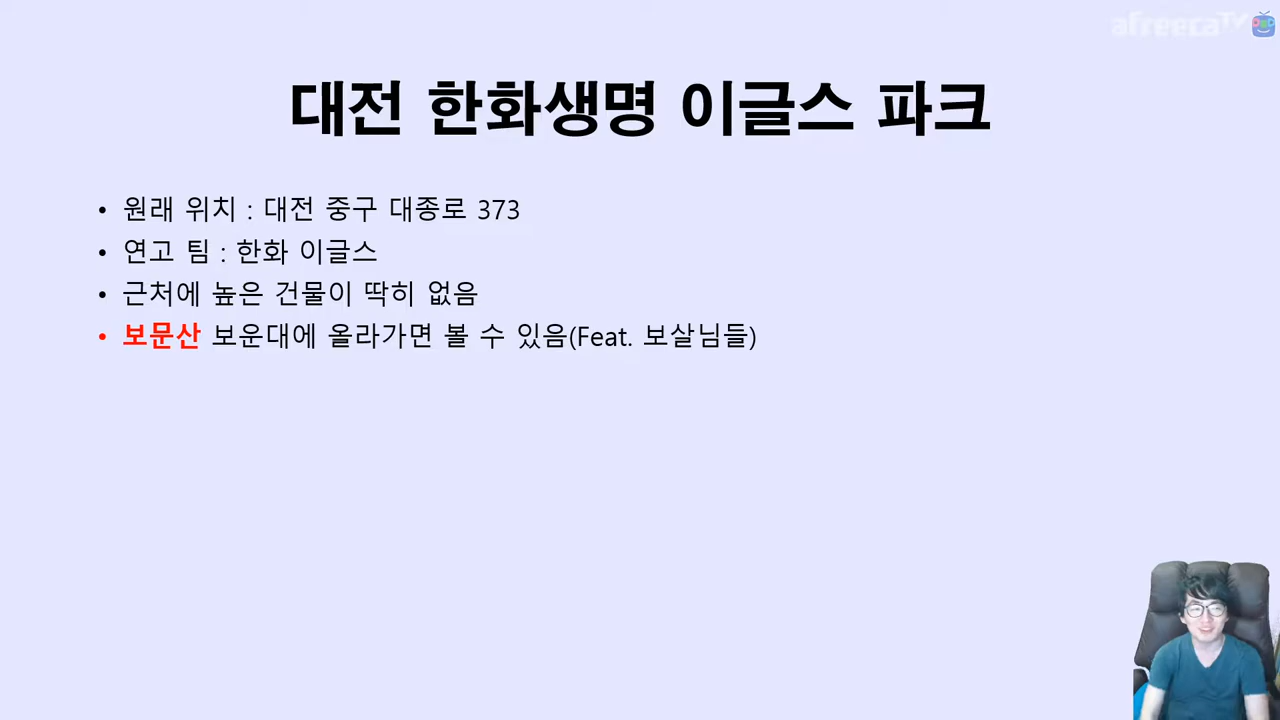 afreecaTV
대전 한화생명 이글스 파크
• 원래 위치 : 대전 중구 대종로 373
• 연고 팀 : 한화 이글스
• 근처에 높은 건물이 딱히 없음
• 보문산 보운대에 올라가면 볼 수 있음(Feat. 보살님들)